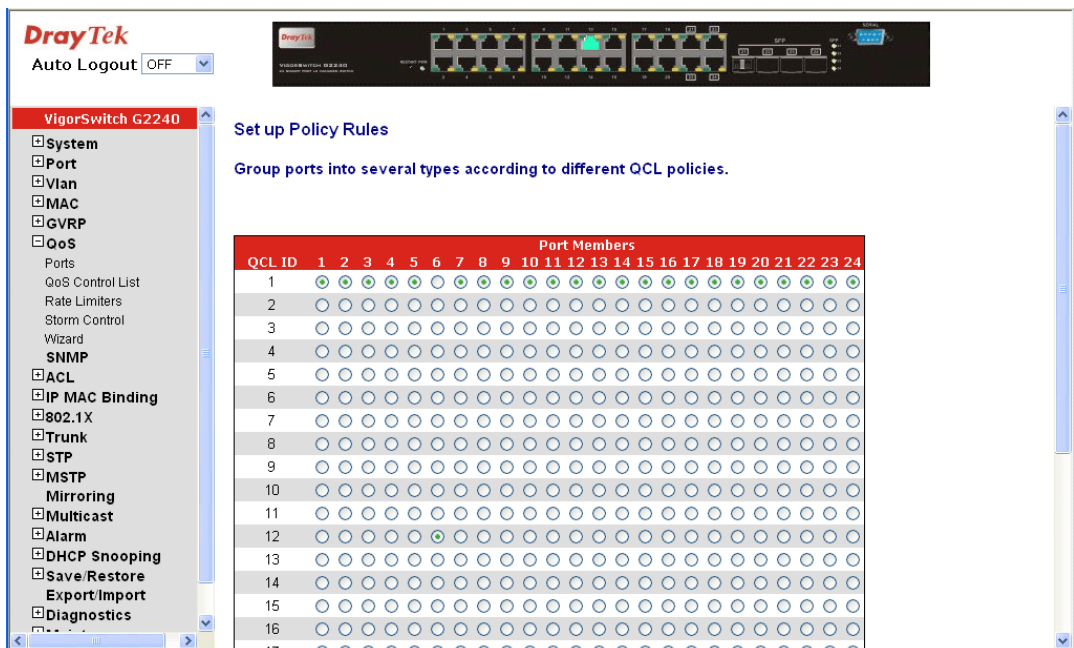 DrayTek
Auto Logout OFF
DrayTek
VigorSwitch G2240
SFP
SERIAL
VigorSwitch G2240
System
Port
Vlan
MAC
GVRP
QoS
Ports
QoS Control List
Rate Limiters
Storm Control
Wizard
SNMP
ACL
IP MAC Binding
802.1X
Trunk
STP
MSTP
Mirroring
Multicast
Alarm
DHCP Snooping
Save/Restore
Export/Import
Diagnostics
Set up Policy Rules
Group ports into several types according to different QCL policies.
Port Members
QCL ID 1 2 3 4 5 6 7 8 9 10 11 12 13 14 15 16 17 18 19 20 21 22 23 24
1
2
3
4
5
6
7
8
9
10
11
12
13
14
15
16